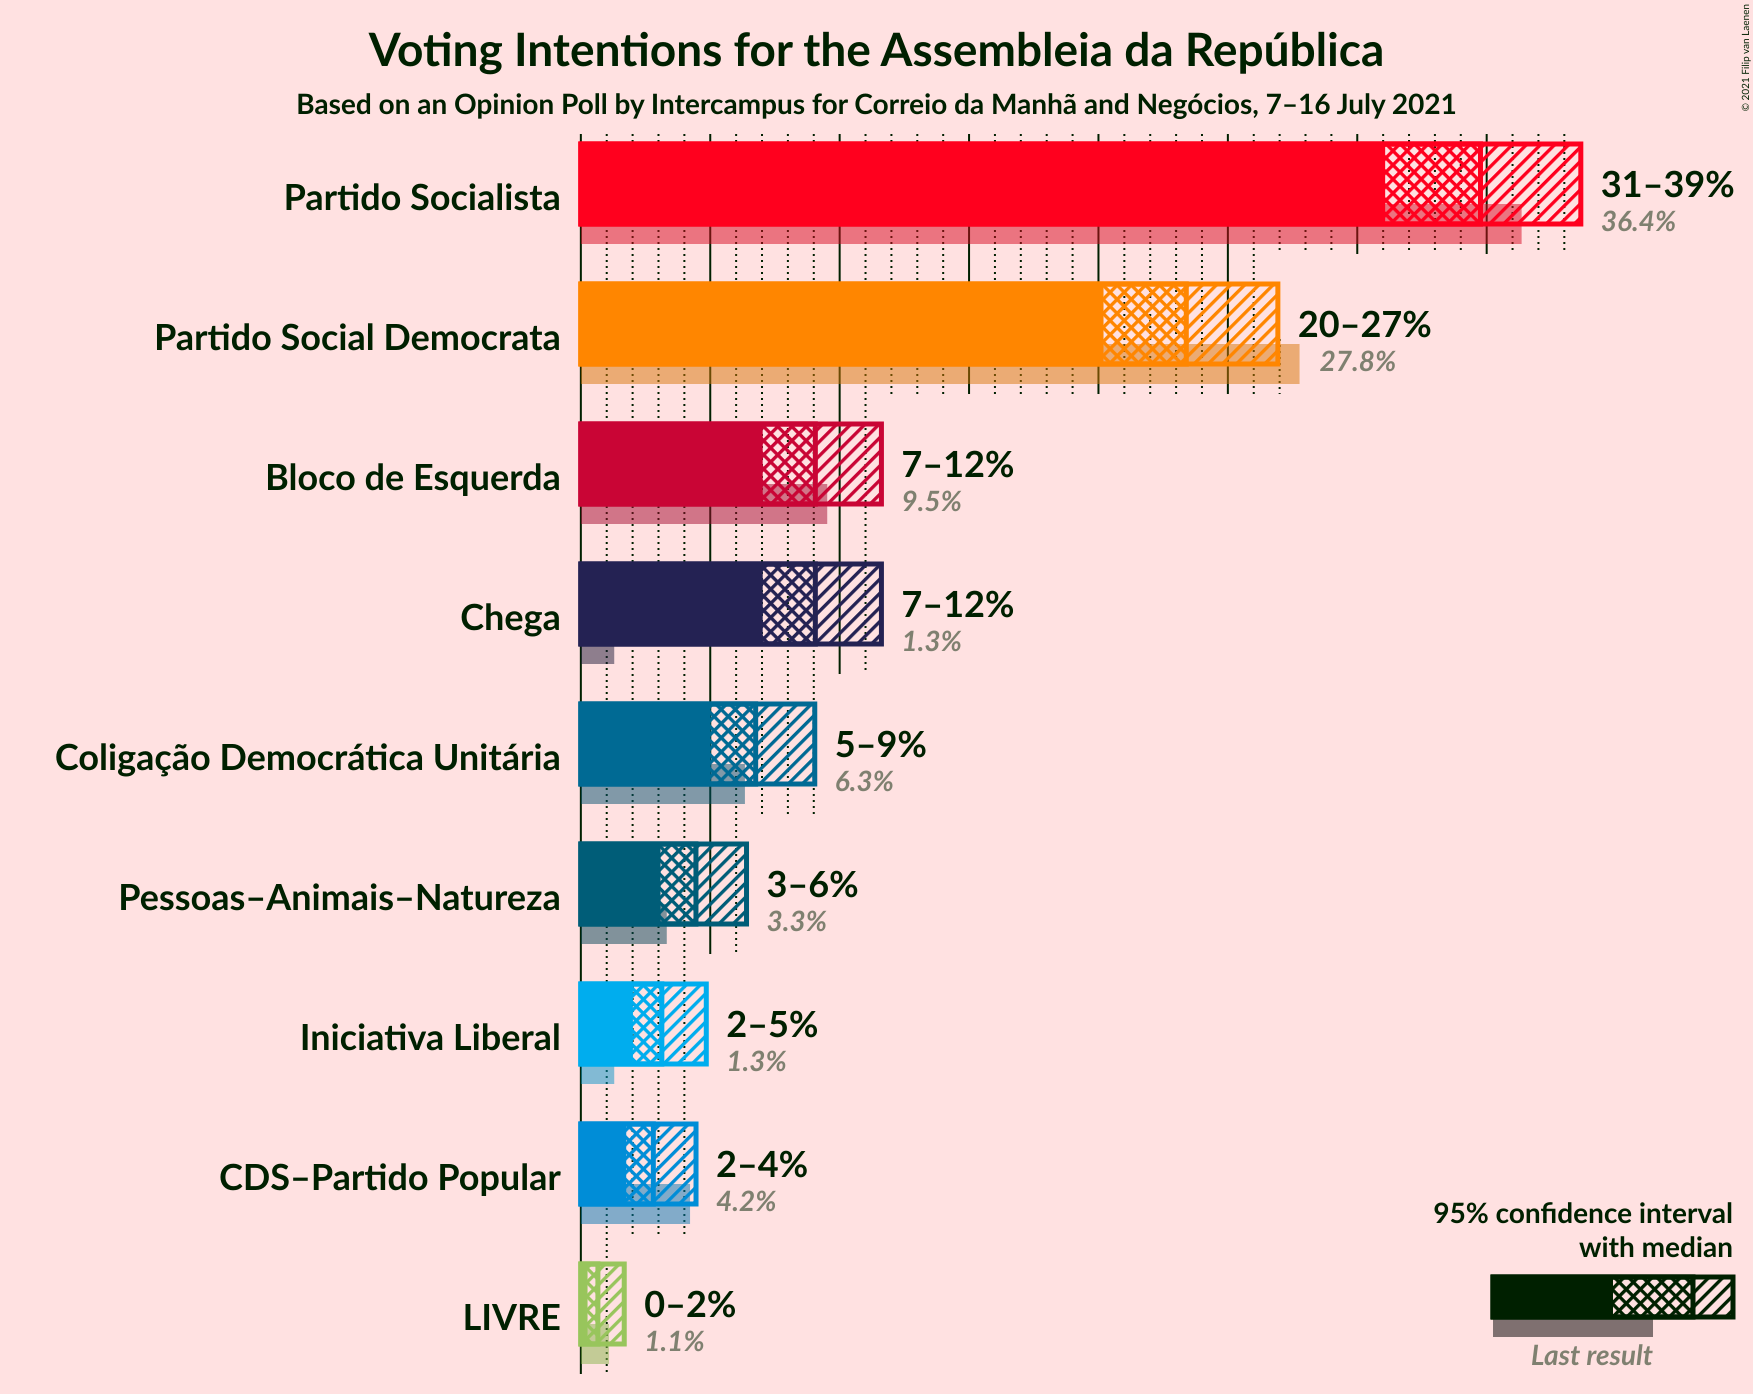 Voting Intentions for the Assembleia da República
Based on an Opinion Poll by Intercampus for Correio da Manhã and Negócios, 7–16 July 2021
© 2021 Filip van Laenen
Partido Socialista
31–39%
36.4%
Partido Social Democrata
20–27%
27.8%
Bloco de Esquerda
7–12%
9.5%
Chega
7–12%
1.3%
Coligação Democrática Unitária
5–9%
6.3%
Pessoas–Animais–Natureza
3–6%
3.3%
Iniciativa Liberal
2–5%
1.3%
CDS–Partido Popular
2–4%
4.2%
LIVRE
0–2%
1.1%
95% confidence interval
with median
Last result